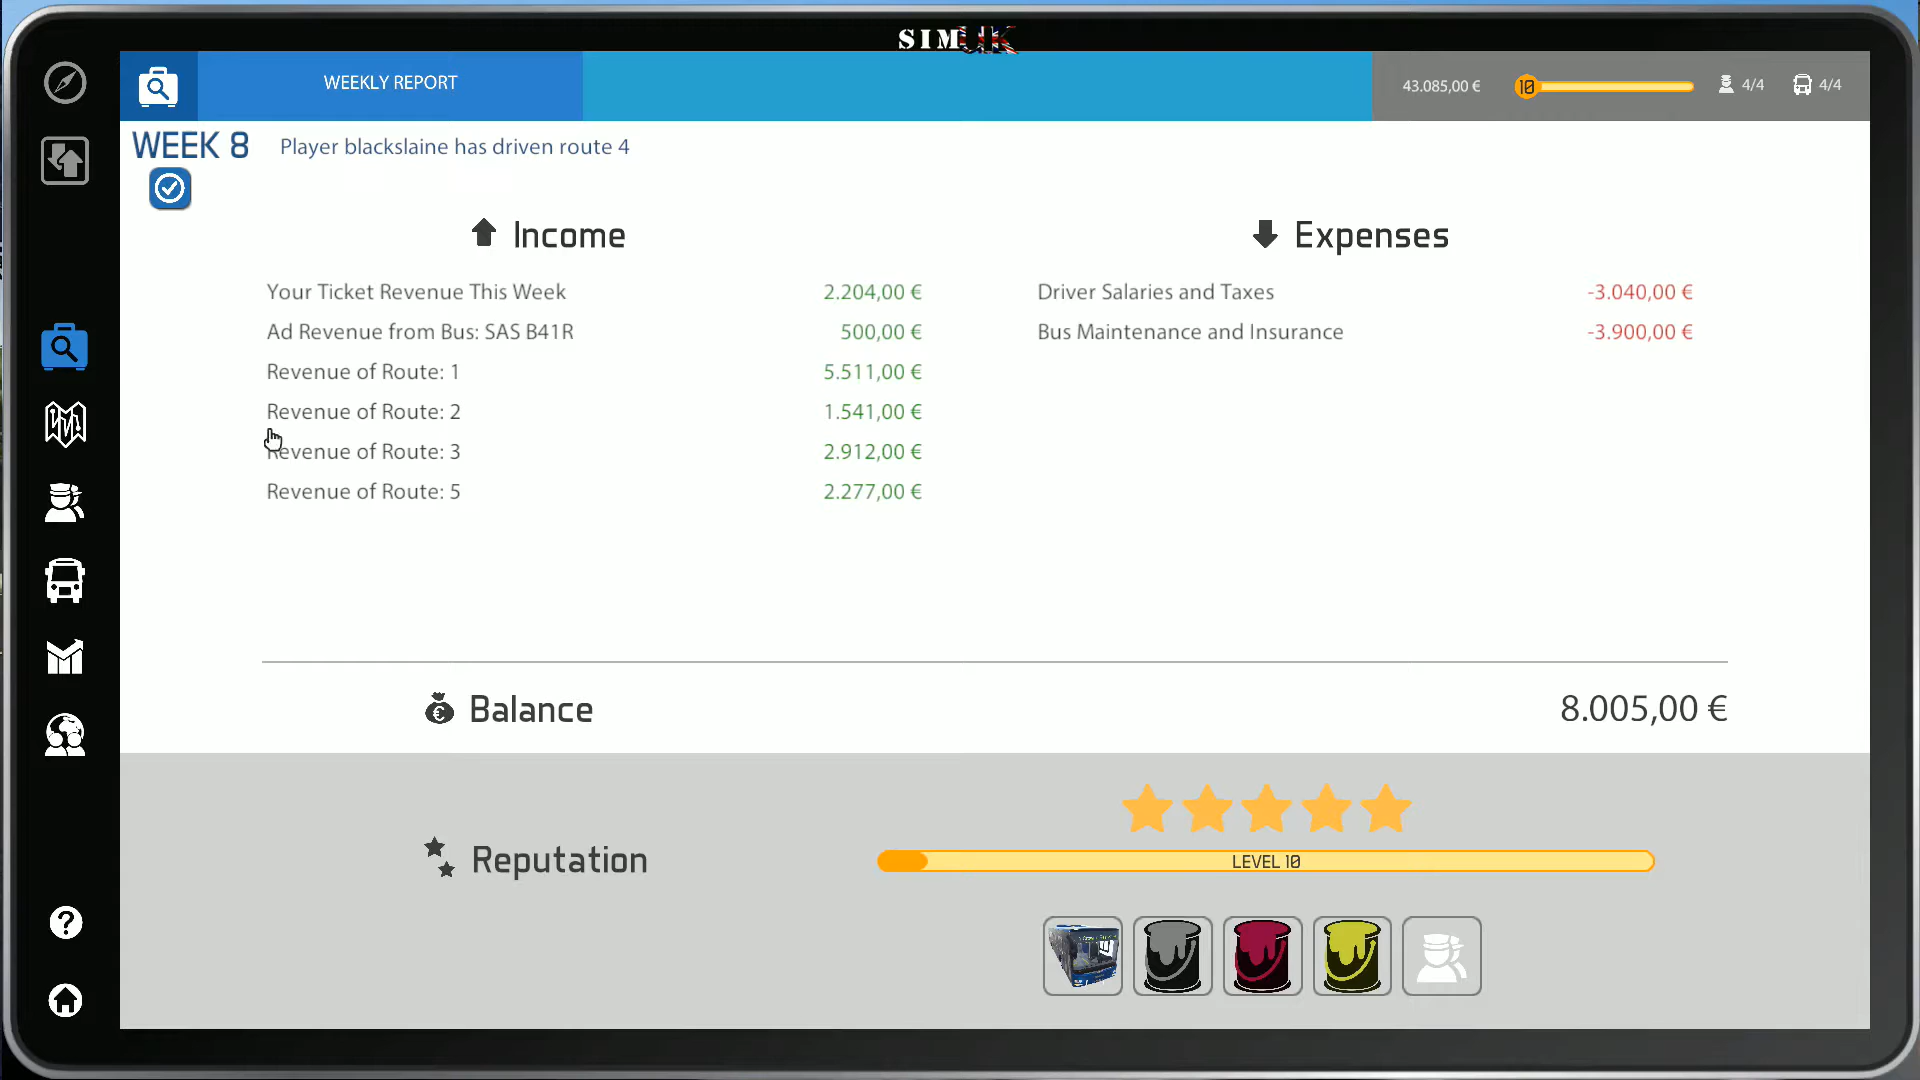 SIMUK
WEEKLY REPORT
43.085,00 €
10
4/4
4/4
WEEK 8
Player blackslaine has driven route 4
Income
Expenses
Your Ticket Revenue This Week 2.204,00 €
Driver Salaries and Taxes -3.040,00 €
Ad Revenue from Bus: SAS B41R 500,00 €
Bus Maintenance and Insurance -3.900,00 €
Revenue of Route: 1 5.511,00 €
Revenue of Route: 2 1.541,00 €
Revenue of Route: 3 2.912,00 €
Revenue of Route: 5 2.277,00 €
Balance 8.005,00 €
Reputation
LEVEL 10